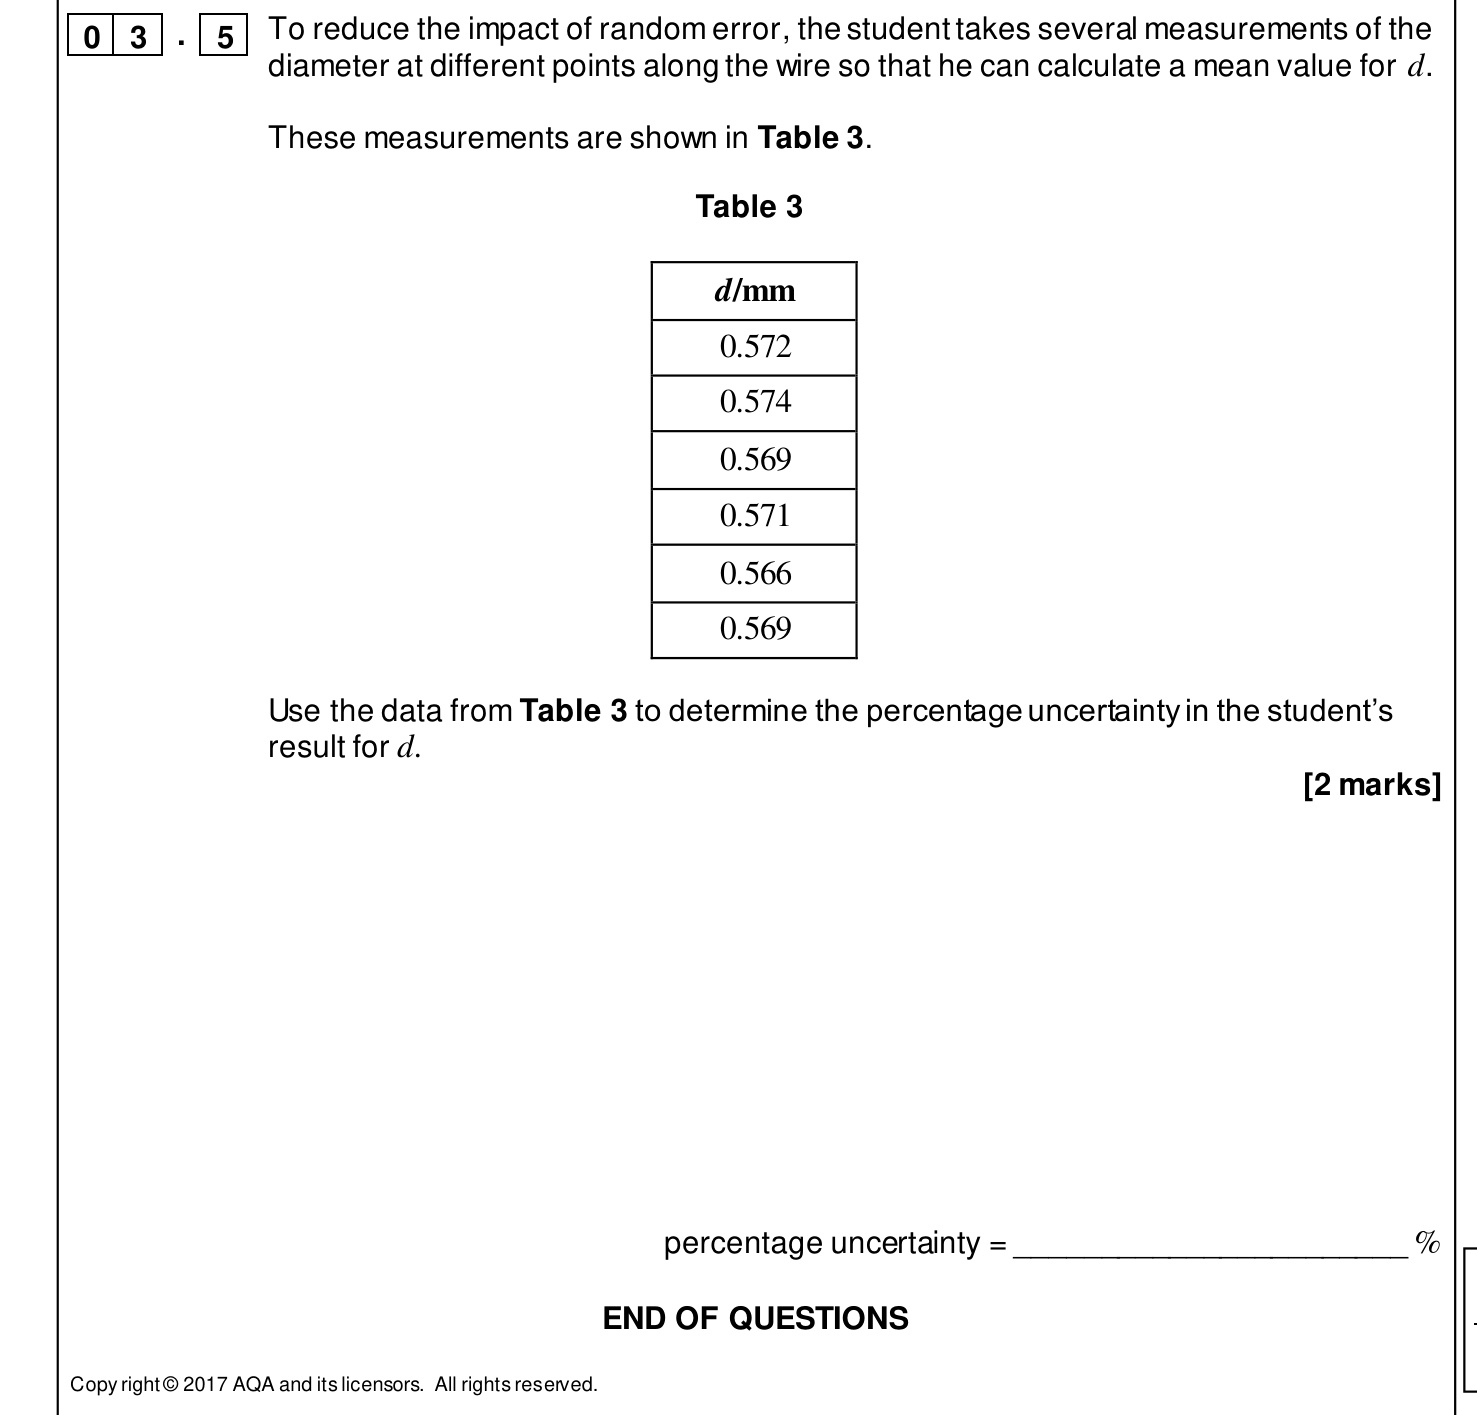 0 3 . 5 To reduce the impact of random error, the student takes several measurements of the
diameter at different points along the wire so that he can calculate a mean value for d.
These measurements are shown in Table 3.
Table 3
d/mm
0.572
0.574
0.569
0.571
0.566
0.569
Use the data from Table 3 to determine the percentage uncertainty in the student’s
result for d.
[2 marks]
percentage uncertainty = ______________________ %
END OF QUESTIONS
Copyright © 2017 AQA and its licensors. All rights reserved.